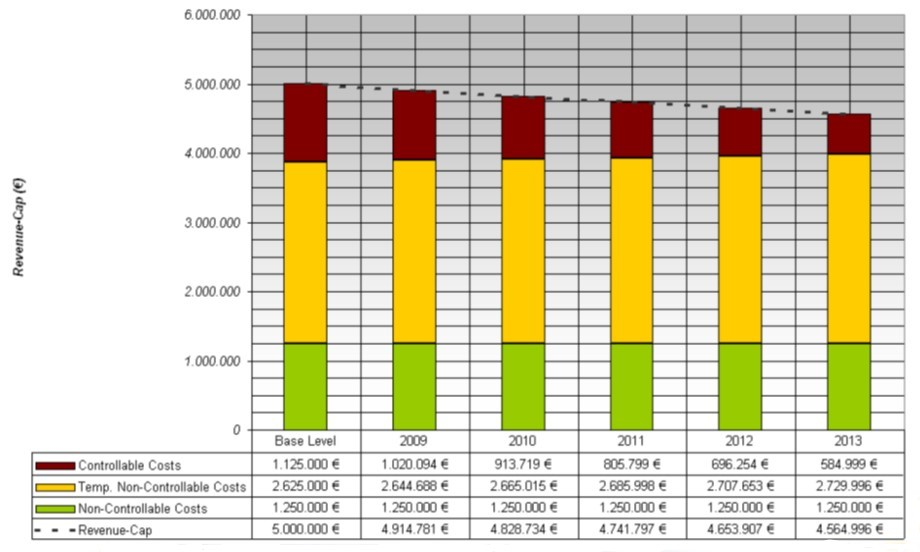 6.000.000
5.000.000
4.000.000
3.000.000
2.000.000
1.000.000
0
Revenue-Cap (€)
Base Level 2009 2010 2011 2012 2013
Controllable Costs 1.125.000 € 1.020.094 € 913.719 € 805.799 € 696.254 € 584.999 €
Temp. Non-Controllable Costs 2.625.000 € 2.644.688 € 2.665.015 € 2.685.998 € 2.707.653 € 2.729.996 €
Non-Controllable Costs 1.250.000 € 1.250.000 € 1.250.000 € 1.250.000 € 1.250.000 € 1.250.000 €
Revenue-Cap 5.000.000 € 4.914.781 € 4.828.734 € 4.741.797 € 4.653.907 € 4.564.996 €